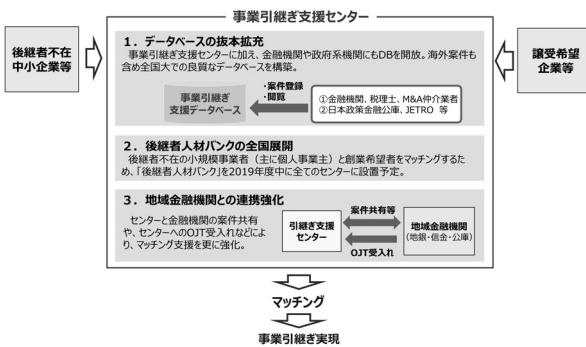 事業引継ぎ支援センター
後継者不在
中小企業等
譲受希望
企業等
1．データベースの抜本拡充
事業引継ぎ支援センターに加え、金融機関や政府系機関にもDBを開放。海外案件も
含め全国大での良質なデータベースを構築。
事業引継ぎ
支援データベース
・案件登録
・閲覧
①金融機関、税理士、M&A仲介業者
②日本政策金融公庫、JETRO 等
2．後継者人材バンクの全国展開
後継者不在の小規模事業者（主に個人事業主）と創業希望者をマッチングするた
め、「後継者人材バンク」を2019年度中に全てのセンターに設置予定。
3．地域金融機関との連携強化
センターと金融機関の案件共有
や、センターへのOJT受入れなどによ
り、マッチング支援を更に強化。
引継ぎ支援
センター
案件共有等
OJT受入れ
地域金融機関
（地銀・信金・公庫）
マッチング
事業引継ぎ実現